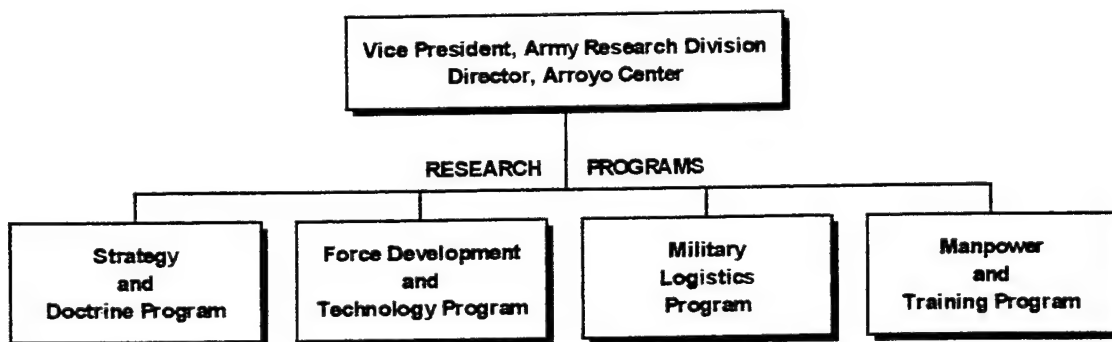 Vice President, Army Research Division
Director, Arroyo Center
RESEARCH PROGRAMS
Strategy
and
Doctrine Program
Force Development
and
Technology Program
Military
Logistics
Program
Manpower
and
Training Program